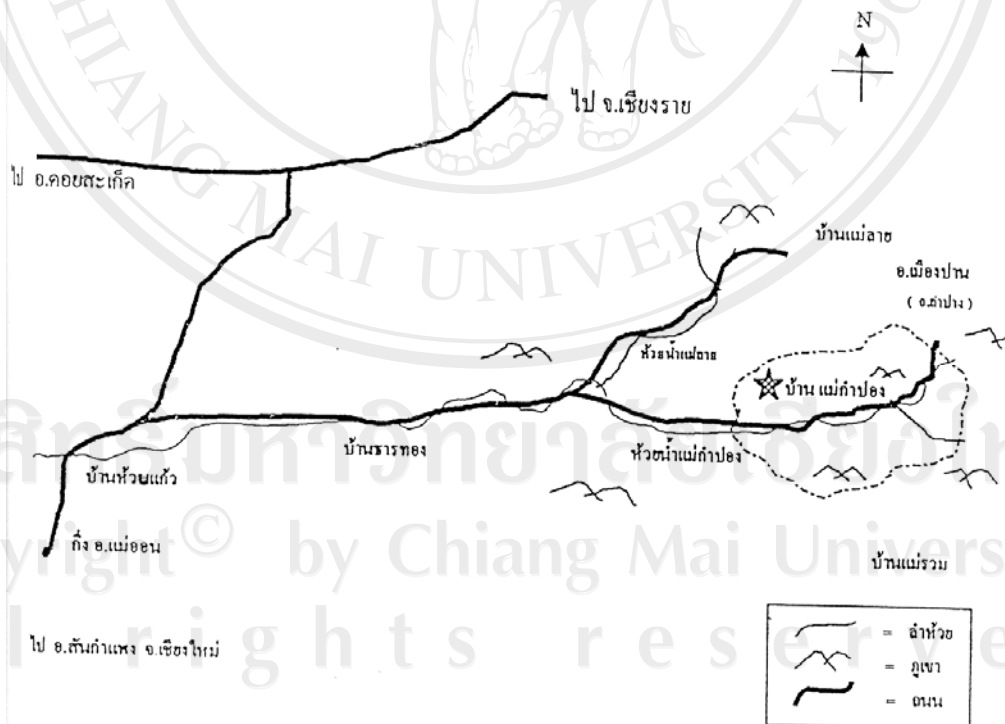 N
ไป จ.เชียงราย
ไป อ.ดอยสะเก็ด
บ้านแม่ลาย
อ.เมืองปาน
( จ.ลำปาง )
ห้วยน้ำแม่ลาย
บ้าน แม่กำปอง
บ้านธารทอง
ห้วยน้ำแม่กำปอง
บ้านห้วยแก้ว
กิ่ง อ.แม่ออน
บ้านแม่รวม
ไป อ.สันกำแพง จ.เชียงใหม่
= ลำห้วย
= ภูเขา
= ถนน
CHIANG MAI UNIVERSITY 19
Copyright © by Chiang Mai Univers
l rights reserve